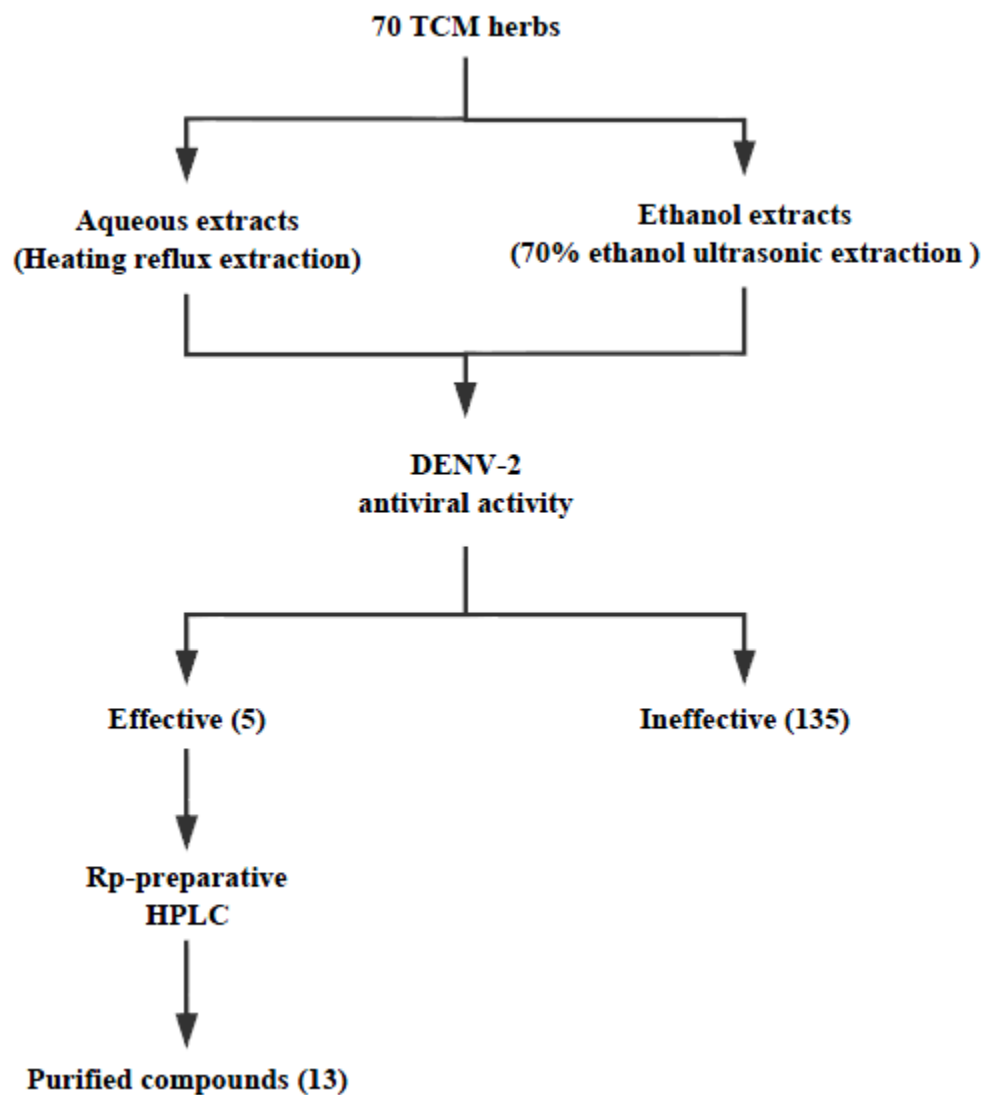 70 TCM herbs
Aqueous extracts
(Heating reflux extraction)
Ethanol extracts
(70% ethanol ultrasonic extraction )
DENV-2
antiviral activity
Effective (5)
Ineffective (135)
Rp-preparative
HPLC
Purified compounds (13)